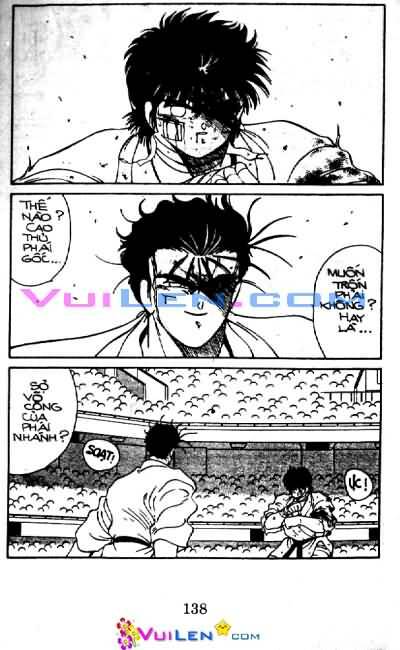 THẾ
NÀO?
CAO
THỦ
PHÁI
GỐC...
MUỐN
TRỐN
PHẢI
KHÔNG?
HAY
LÀ...
VUILEN.COM
SỢ
VÕ
CÔNG
CỦA
PHÁI
NHÁNH?
SOẠT!
ỰC!
138
VUILEN.COM